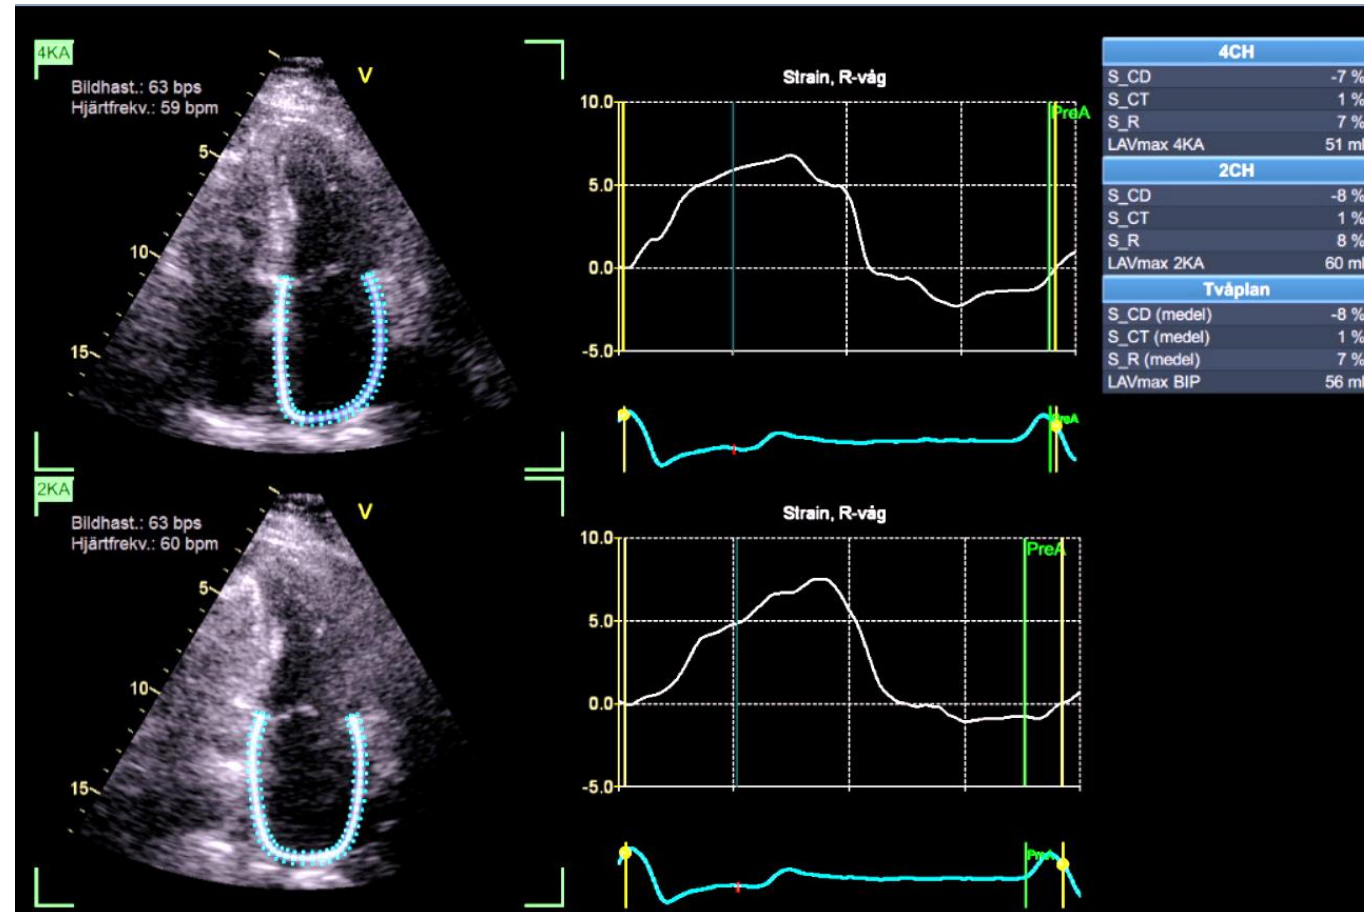 4KA
V
Bildhast.: 63 bps
Hjärtfrekv.: 59 bpm
5
10
15
Strain, R-våg
10.0
5.0
0.0
-5.0
PreA
PreA
4CH
S_CD -7 %
S_CT 1 %
S_R 7 %
LAVmax 4KA 51 ml
2CH
S_CD -8 %
S_CT 1 %
S_R 8 %
LAVmax 2KA 60 ml
Tvåplan
S_CD (medel) -8 %
S_CT (medel) 1 %
S_R (medel) 7 %
LAVmax BIP 56 ml
2KA
V
Bildhast.: 63 bps
Hjärtfrekv.: 60 bpm
5
10
15
Strain, R-våg
10.0
5.0
0.0
-5.0
PreA
PreA